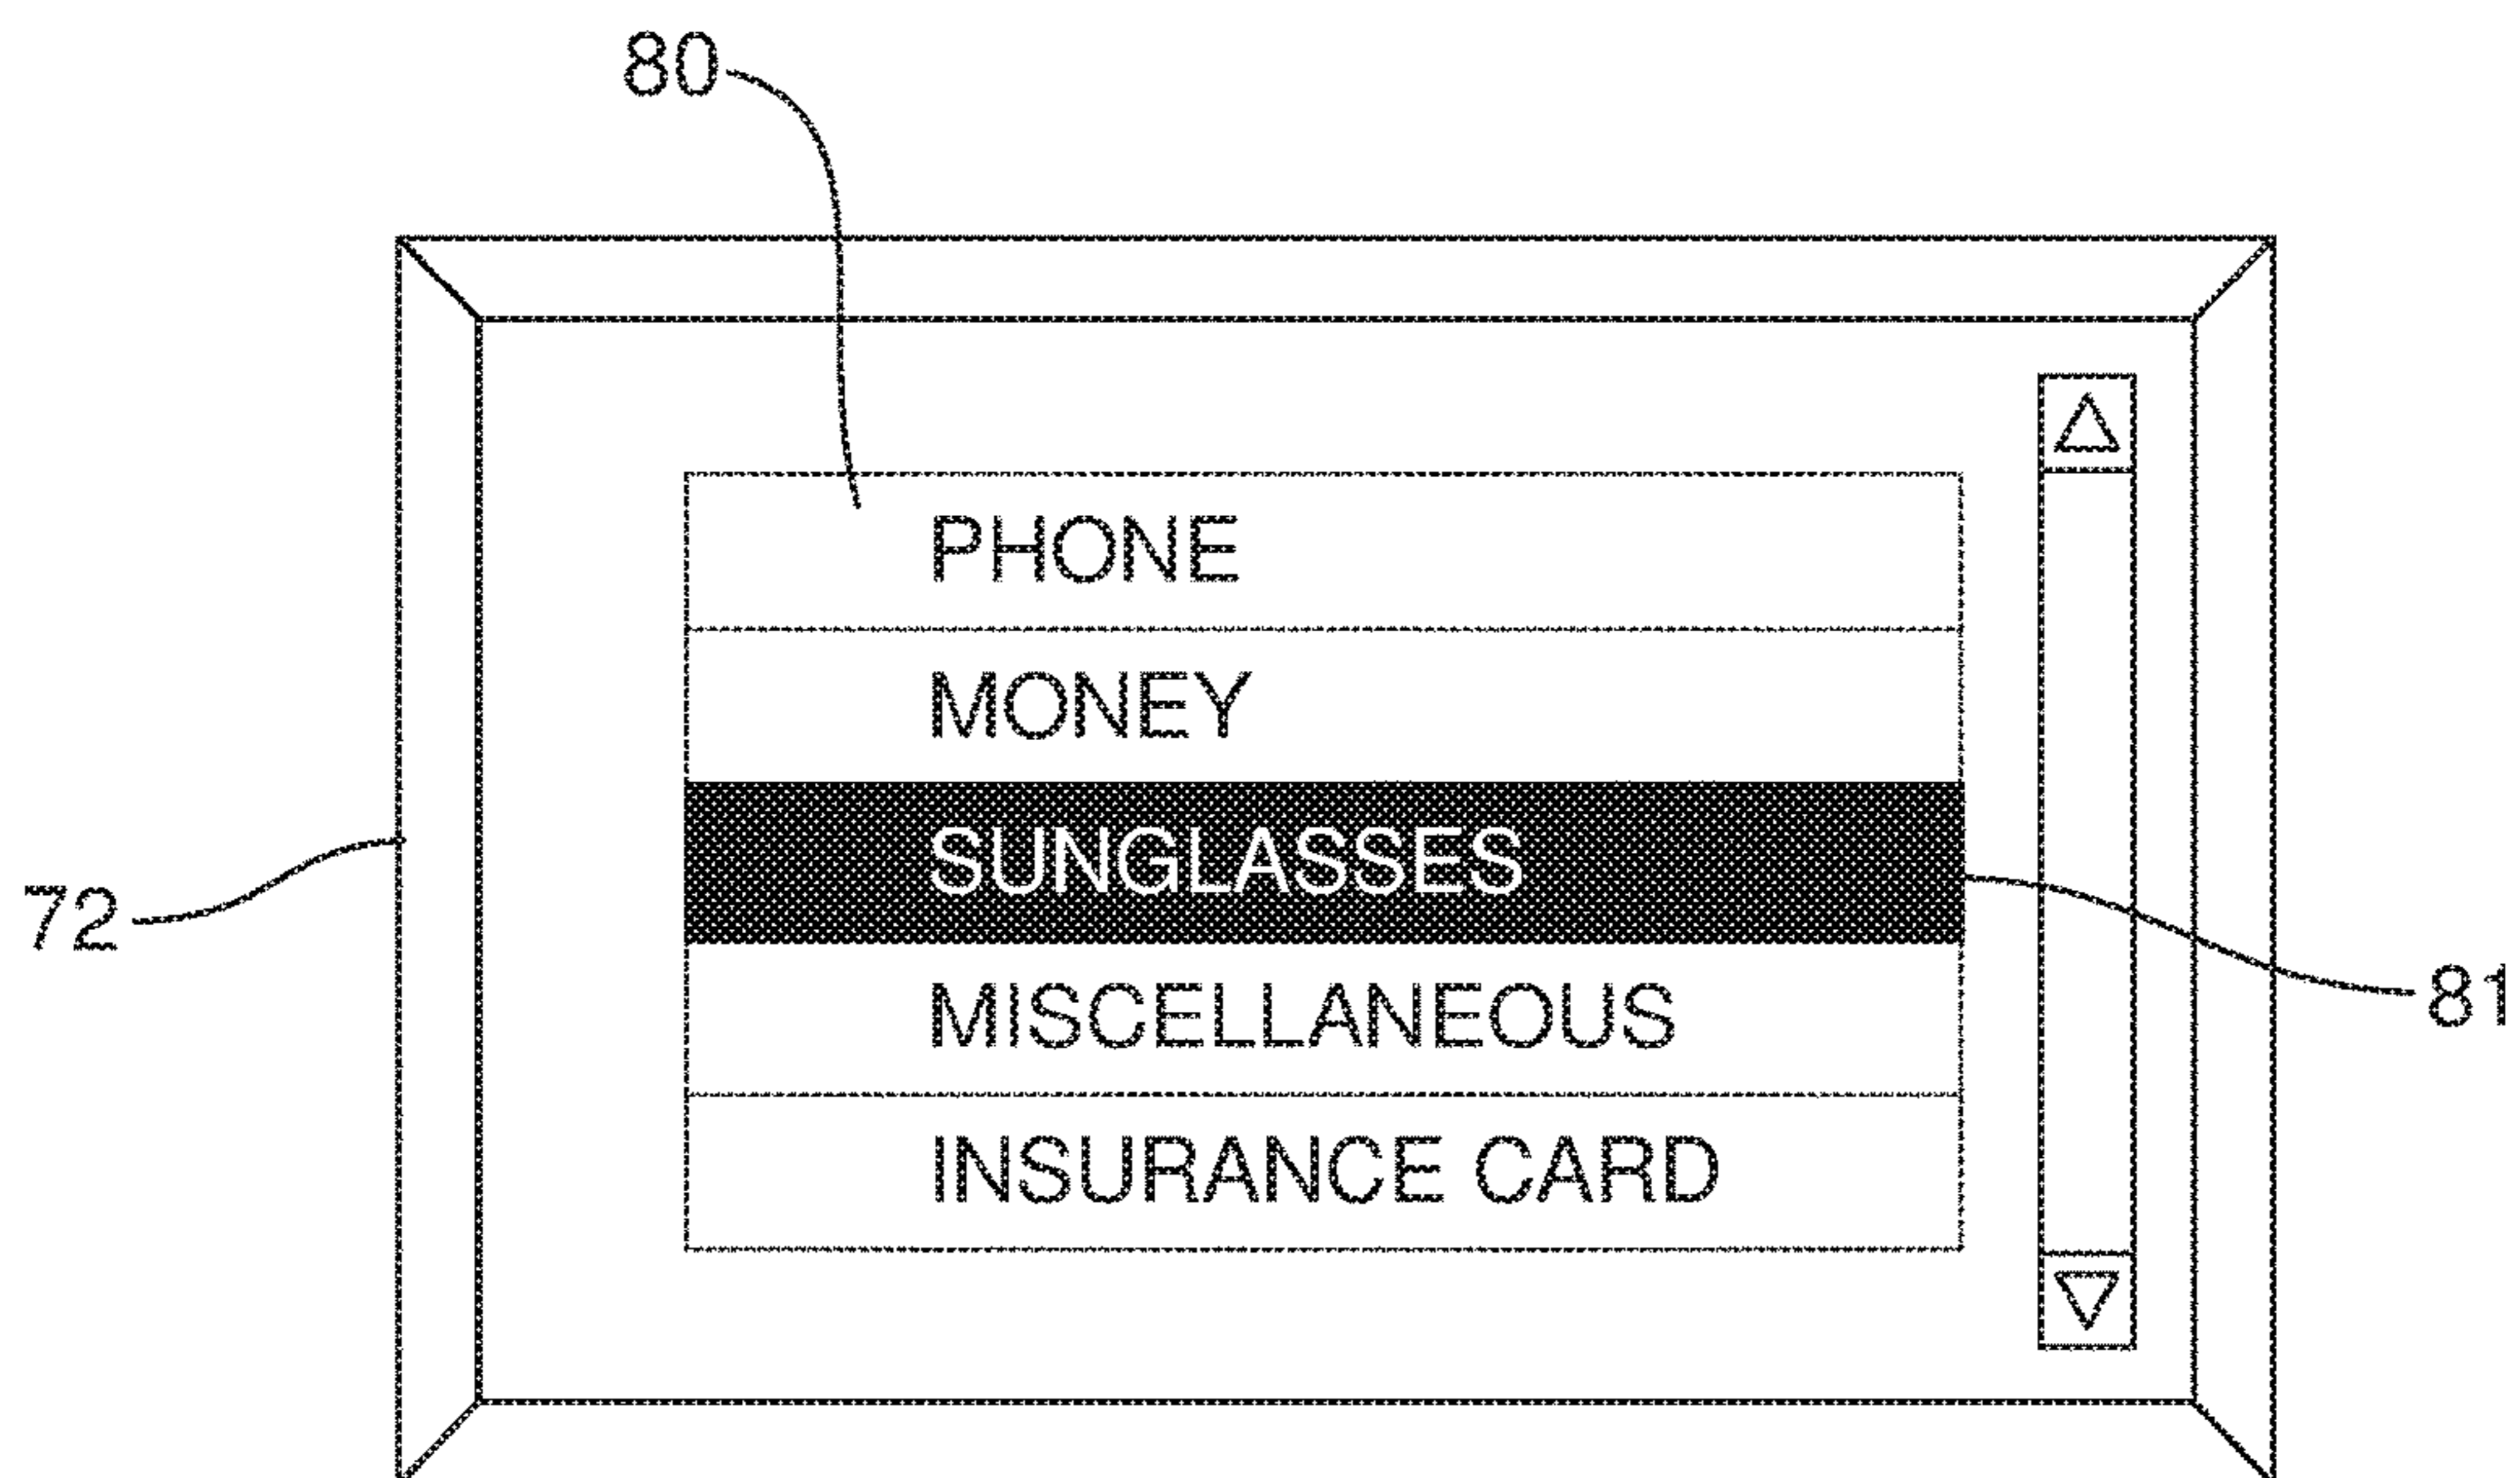 80
PHONE
MONEY
SUNGLASSES
72
MISCELLANEOUS
81
INSURANCE CARD